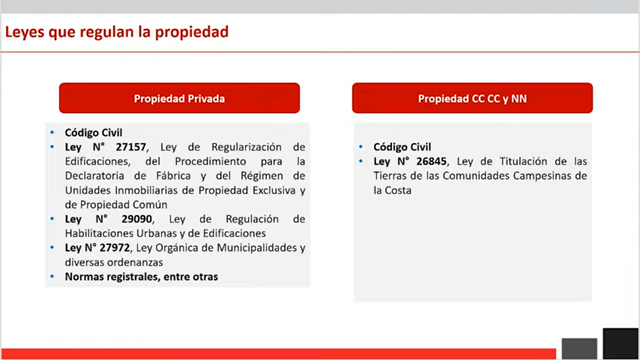 Leyes que regulan la propiedad
Propiedad Privada
• Código Civil
• Ley N° 27157, Ley de Regularización de
Edificaciones, del Procedimiento para la
Declaratoria de Fábrica y del Régimen de
Unidades Inmobiliarias de Propiedad Exclusiva y
de Propiedad Común
• Ley N° 29090, Ley de Regulación de
Habilitaciones Urbanas y de Edificaciones
• Ley N° 27972, Ley Orgánica de Municipalidades y
diversas ordenanzas
• Normas registrales, entre otras
Propiedad CC CC y NN
• Código Civil
• Ley N° 26845, Ley de Titulación de las
Tierras de las Comunidades Campesinas de
la Costa